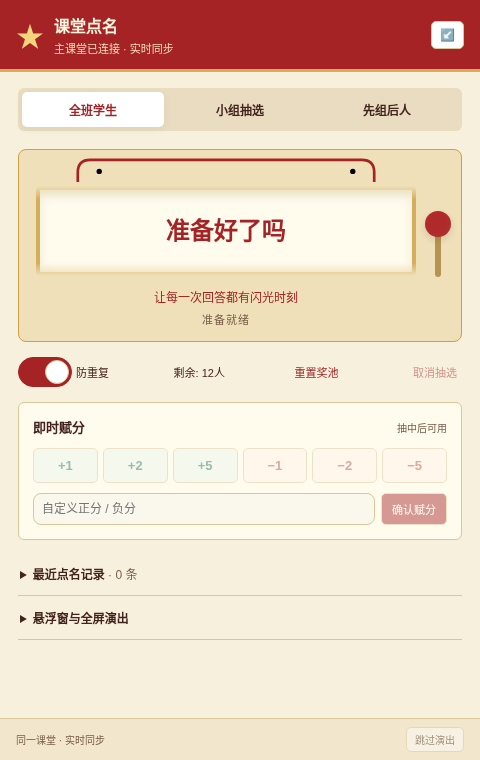 课堂点名
主课堂已连接 · 实时同步
全班学生
小组抽选
先组后人
准备好了吗
让每一次回答都有闪光时刻
准备就绪
防重复
剩余: 12人
重置奖池
取消抽选
即时赋分
抽中后可用
+1
+2
+5
−1
−2
−5
自定义正分 / 负分
确认赋分
最近点名记录 · 0 条
悬浮窗与全屏演出
同一课堂 · 实时同步
跳过演出